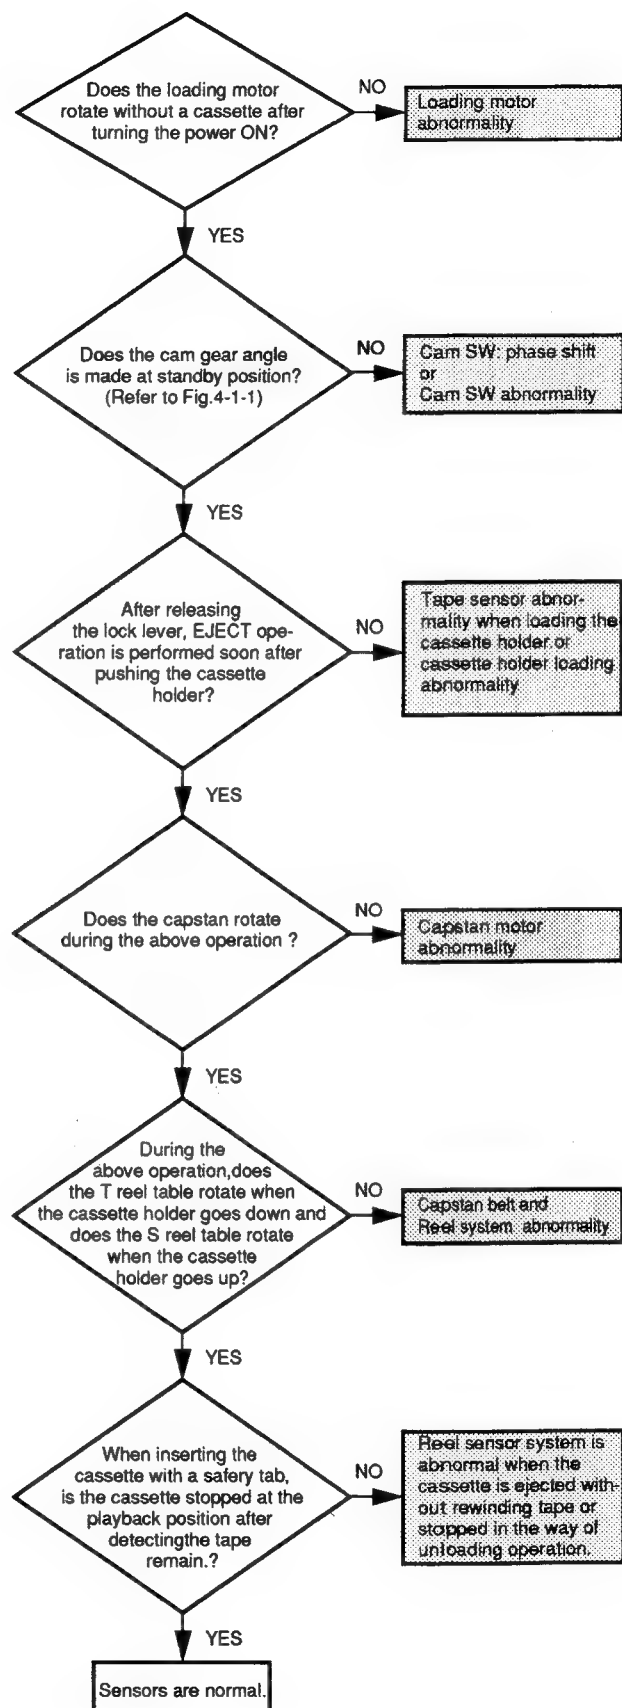 Does the loading motor
rotate without a cassette after
turning the power ON?
NO
Loading motor
abnormality
YES
Does the cam gear angle
is made at standby position?
(Refer to Fig.4-1-1)
NO
Cam SW: phase shift
or
Cam SW abnormality
YES
After releasing
the lock lever, EJECT ope-
ration is performed soon after
pushing the cassette
holder?
NO
Tape sensor abnor-
mality when loading the
cassette holder or
cassette holder loading
abnormality
YES
Does the capstan rotate
during the above operation ?
NO
Capstan motor
abnormality
YES
During the
above operation,does
the T reel table rotate when
the cassette holder goes down and
does the S reel table rotate
when the cassette
holder goes up?
NO
Capstan belt and
Reel system abnormality
YES
When inserting the
cassette with a safery tab,
is the cassette stopped at the
playback position after
detectingthe tape
remain.?
NO
Reel sensor system is
abnormal when the
cassette is ejected with-
out rewinding tape or
stopped in the way of
unloading operation.
YES
Sensors are normal.